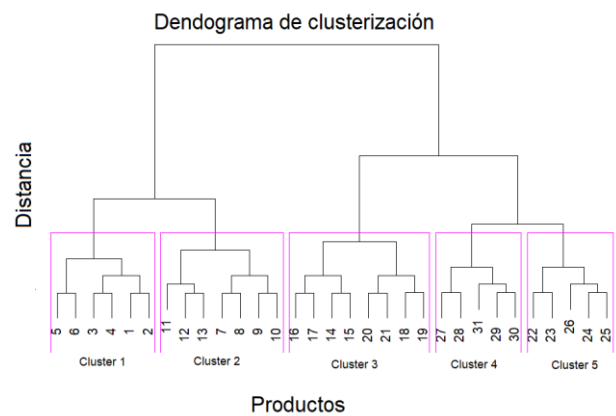 Dendograma de clusterización
Distancia
5 6 3 4 1 2 11 12 13 7 8 9 10 16 17 14 15 20 21 18 19 27 28 31 29 30 22 23 26 24 25
Cluster 1 Cluster 2 Cluster 3 Cluster 4 Cluster 5
Productos